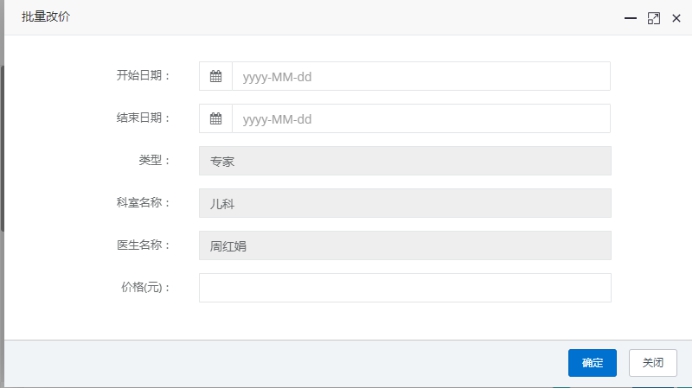 批量改价
开始日期：
yyyy-MM-dd
结束日期：
yyyy-MM-dd
类型：
专家
科室名称：
儿科
医生名称：
周红娟
价格(元)：
确定
关闭